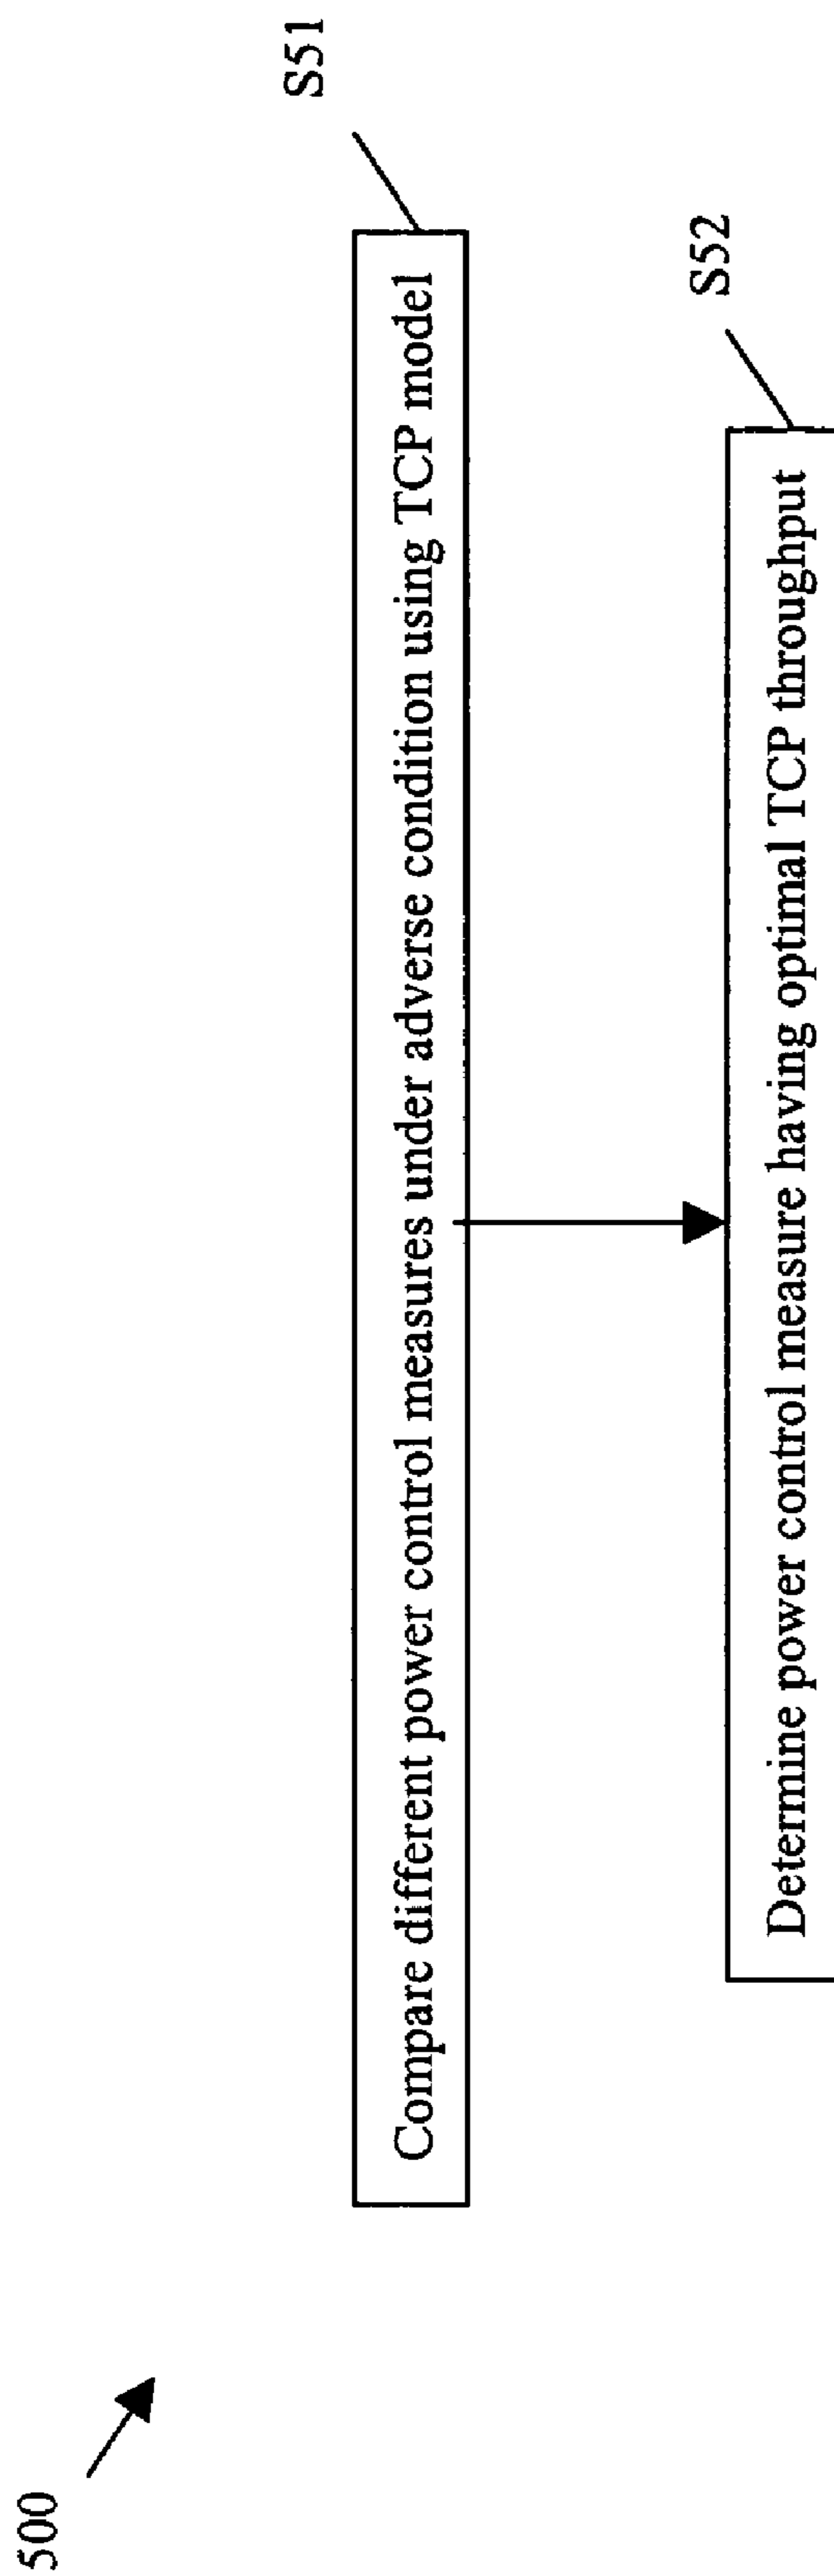 500
S51
Compare different power control measures under adverse condition using TCP model
S52
Determine power control measure having optimal TCP throughput